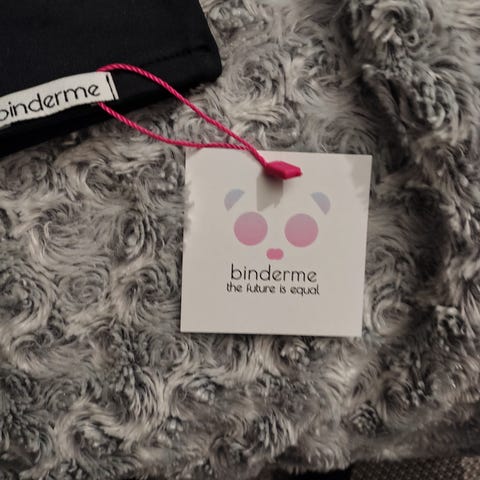 binderme
binderme
the future is equal